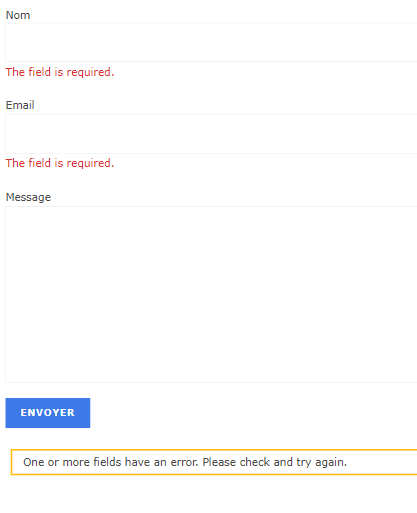 Nom
The field is required.
Email
The field is required.
Message
ENVOYER
One or more fields have an error. Please check and try again.